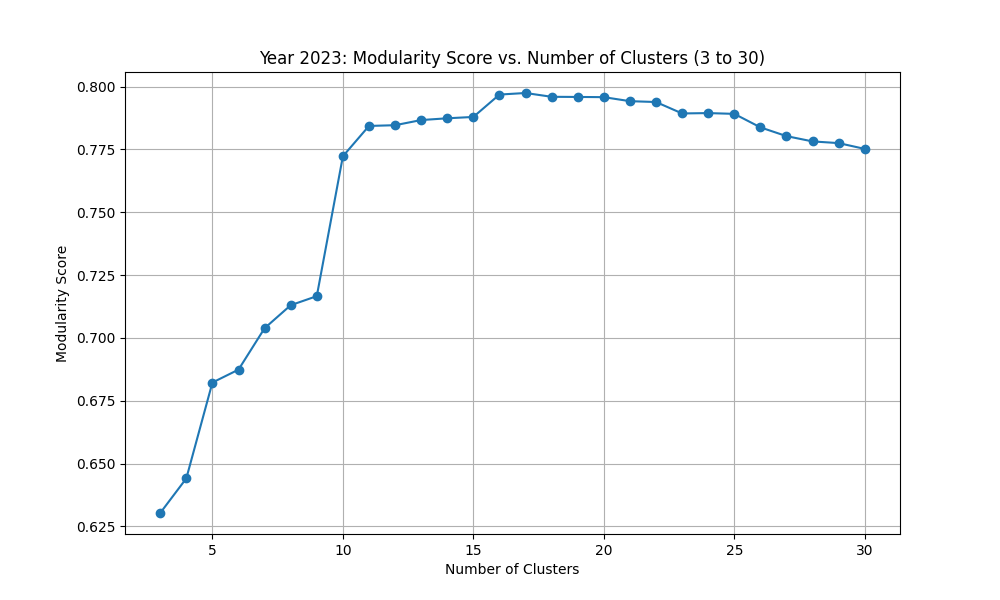 Year 2023: Modularity Score vs. Number of Clusters (3 to 30)
Modularity Score
0.800
0.775
0.750
0.725
0.700
0.675
0.650
0.625
5 10 15 20 25 30
Number of Clusters